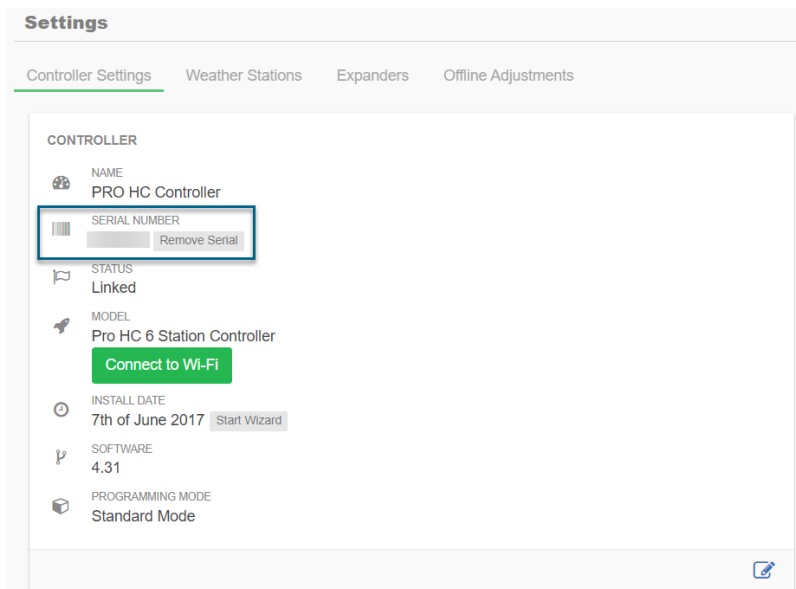 Settings
Controller Settings Weather Stations Expanders Offline Adjustments
CONTROLLER
NAME
PRO HC Controller
SERIAL NUMBER
Remove Serial
STATUS
Linked
MODEL
Pro HC 6 Station Controller
Connect to Wi-Fi
INSTALL DATE
7th of June 2017 Start Wizard
SOFTWARE
4.31
PROGRAMMING MODE
Standard Mode